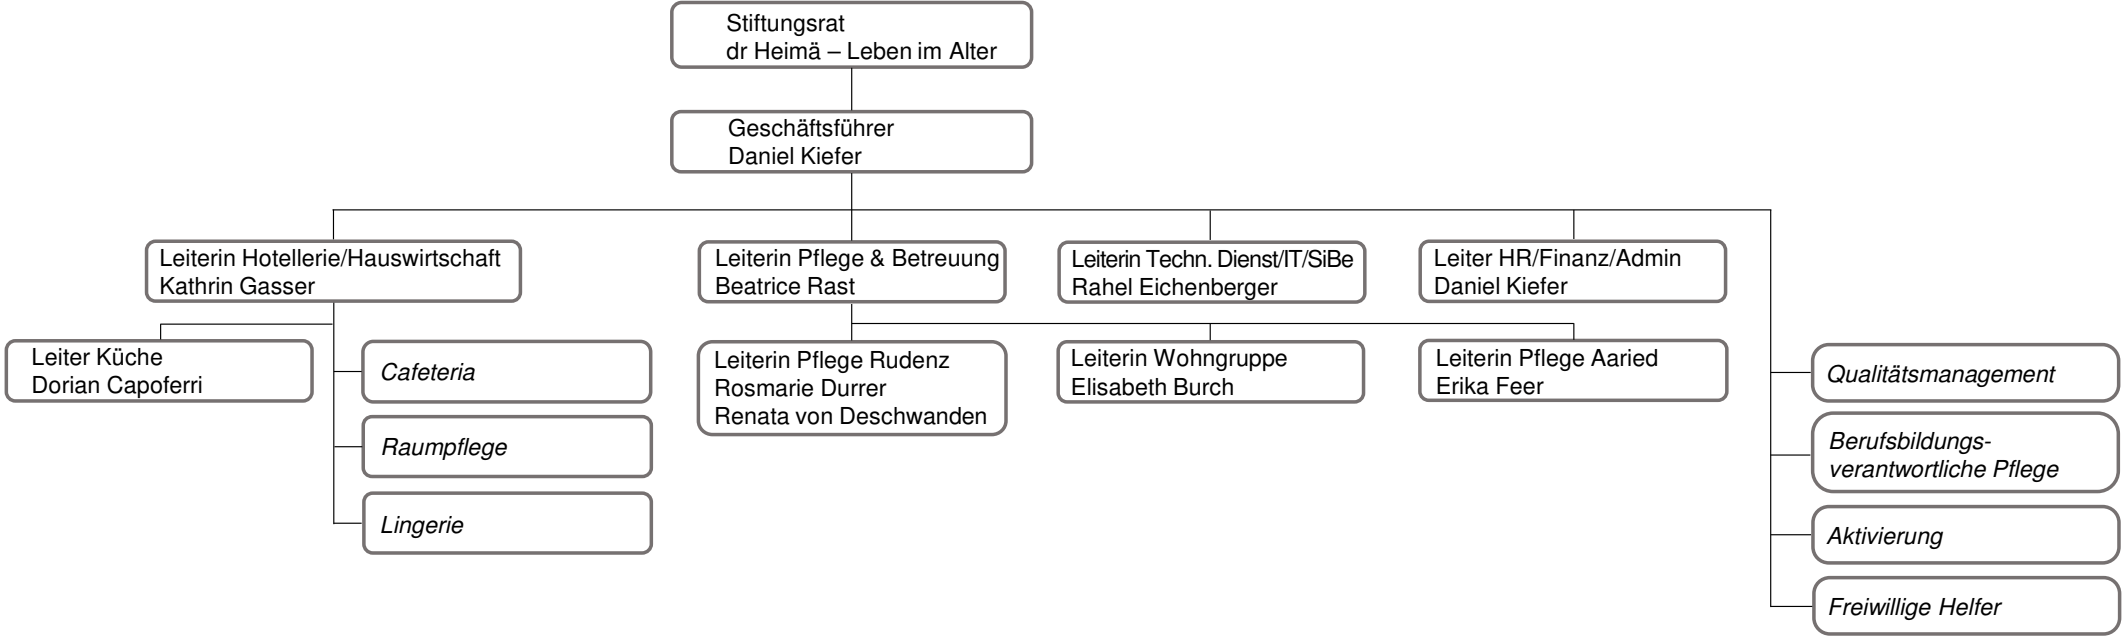 Stiftungsrat
dr Heimä – Leben im Alter
Geschäftsführer
Daniel Kiefer
Leiterin Hotellerie/Hauswirtschaft
Kathrin Gasser
Leiterin Pflege & Betreuung
Beatrice Rast
Leiterin Techn. Dienst/IT/SiBe
Rahel Eichenberger
Leiter HR/Finanz/Admin
Daniel Kiefer
Leiter Küche
Dorian Capoferri
Cafeteria
Raumpflege
Lingerie
Leiterin Pflege Rudenz
Rosmarie Durrer
Renata von Deschwanden
Leiterin Wohngruppe
Elisabeth Burch
Leiterin Pflege Aaried
Erika Feer
Qualitätsmanagement
Berufsbildungs-
verantwortliche Pflege
Aktivierung
Freiwillige Helfer